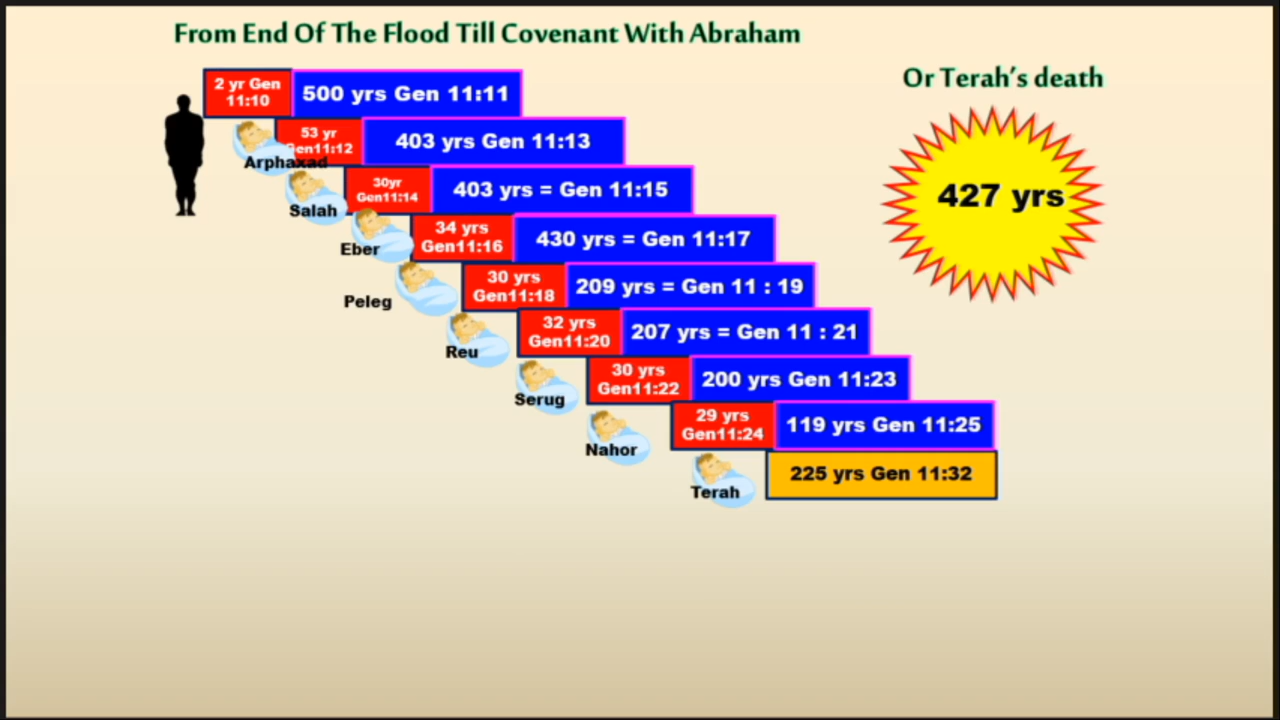 From End Of The Flood Till Covenant With Abraham
Or Terah's death
427 yrs
2 yr Gen
11:10
500 yrs Gen 11:11
53 yr
Gen11:12
403 yrs Gen 11:13
Arphaxad
30yr
Gen11:14
403 yrs = Gen 11:15
Salah
34 yrs
Gen11:16
430 yrs = Gen 11:17
Eber
30 yrs
Gen11:18
209 yrs = Gen 11 : 19
Peleg
32 yrs
Gen11:20
207 yrs = Gen 11 : 21
Reu
30 yrs
Gen11:22
200 yrs Gen 11:23
Serug
29 yrs
Gen11:24
119 yrs Gen 11:25
Nahor
225 yrs Gen 11:32
Terah